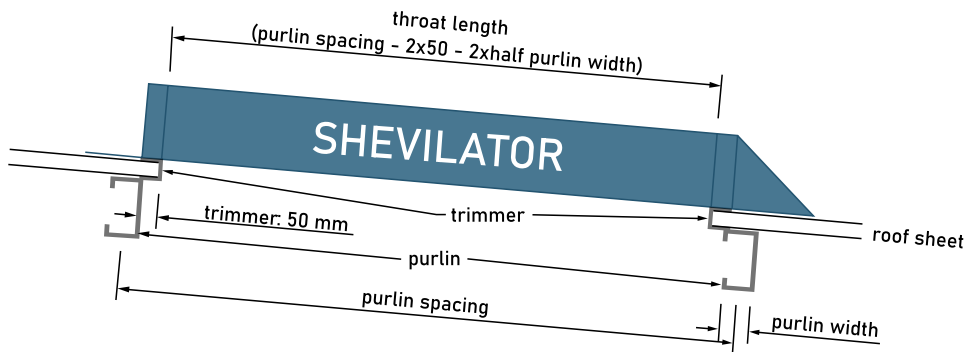 throat length
(purlin spacing - 2x50 - 2xhalf purlin width)
SHEVILATOR
trimmer: 50 mm
trimmer
roof sheet
purlin
purlin spacing
purlin width